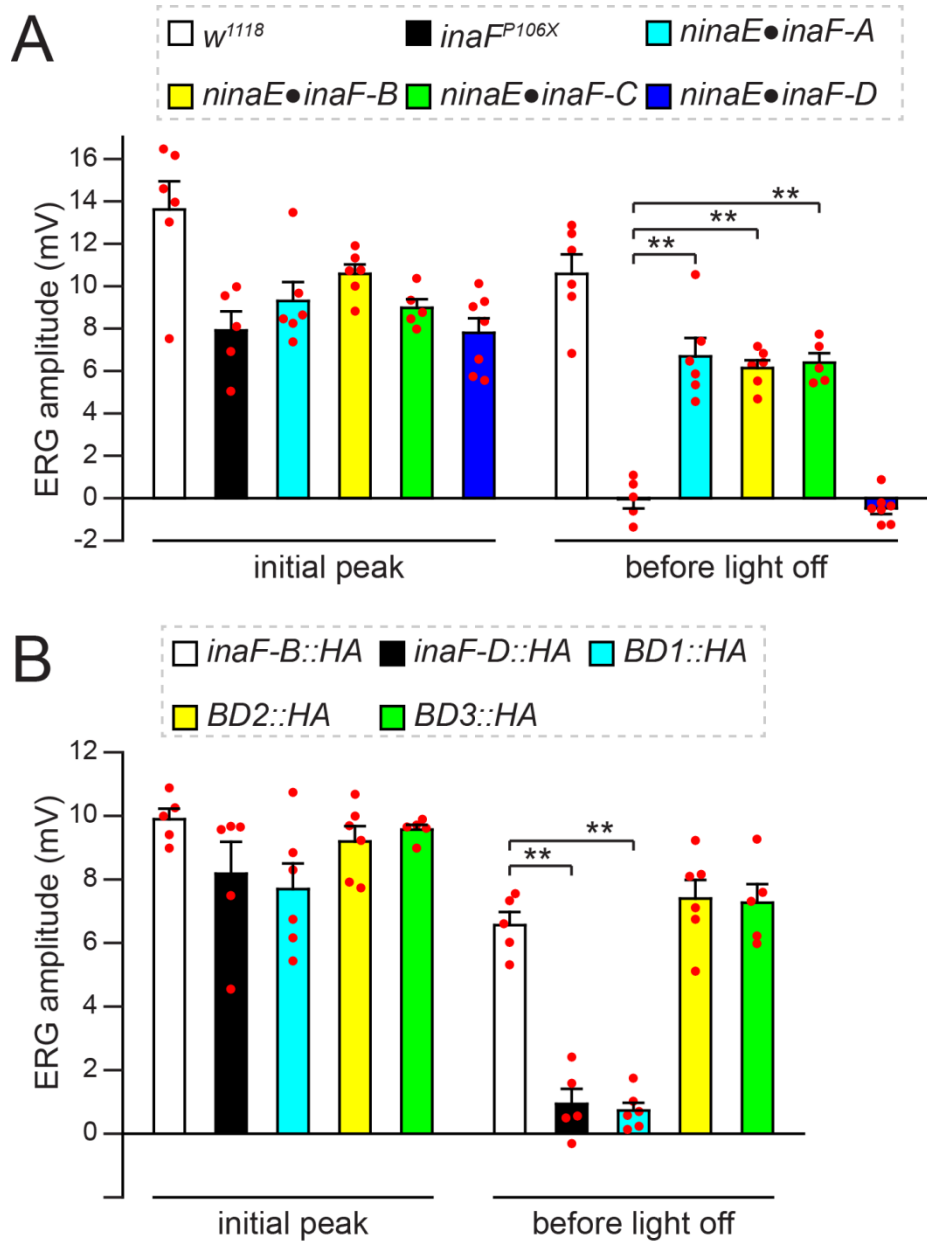 A
w1118 inaFP106X ninaE●inaF-A
ninaE●inaF-B ninaE●inaF-C ninaE●inaF-D
ERG amplitude (mV)
16
14
12
10
8
6
4
2
0
-2
**
**
**
initial peak before light off
B
inaF-B::HA inaF-D::HA BD1::HA
BD2::HA BD3::HA
ERG amplitude (mV)
12
10
8
6
4
2
0
**
**
initial peak before light off